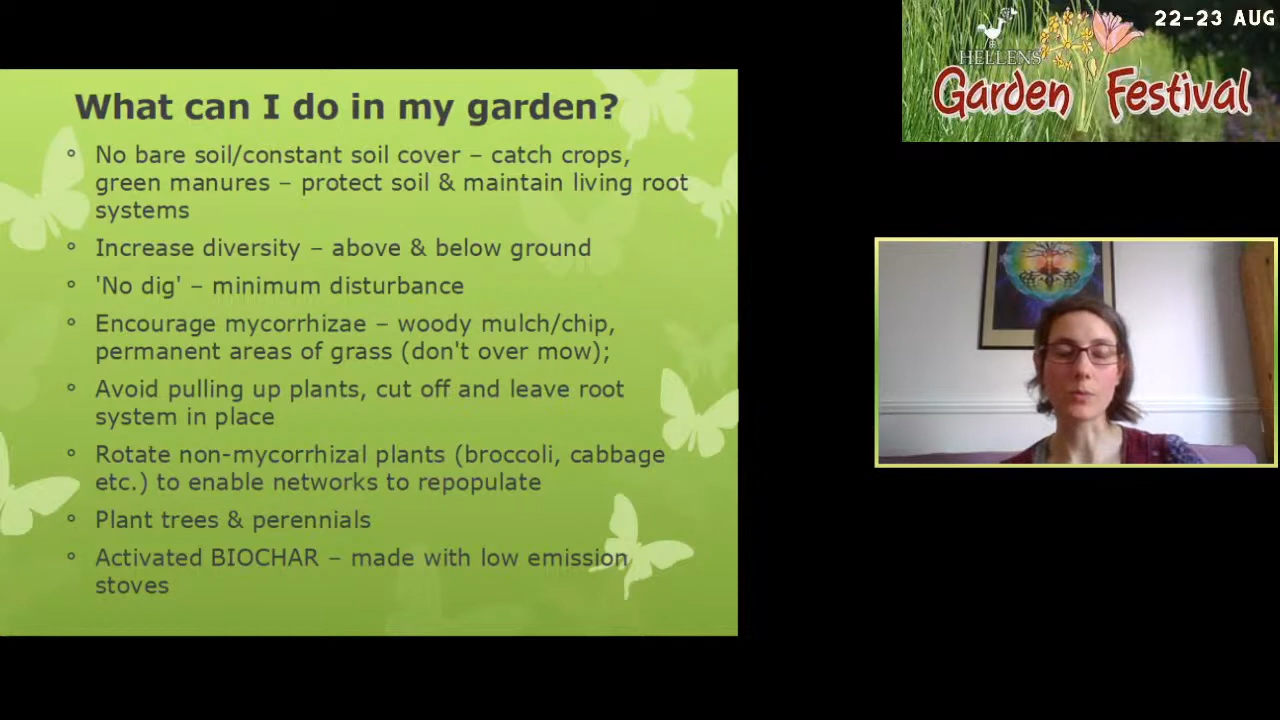 22-23 AUG
HELLENS
Garden Festival
What can I do in my garden?
No bare soil/constant soil cover – catch crops,
green manures – protect soil & maintain living root
systems
Increase diversity – above & below ground
'No dig' – minimum disturbance
Encourage mycorrhizae – woody mulch/chip,
permanent areas of grass (don't over mow);
Avoid pulling up plants, cut off and leave root
system in place
Rotate non-mycorrhizal plants (broccoli, cabbage
etc.) to enable networks to repopulate
Plant trees & perennials
Activated BIOCHAR – made with low emission
stoves